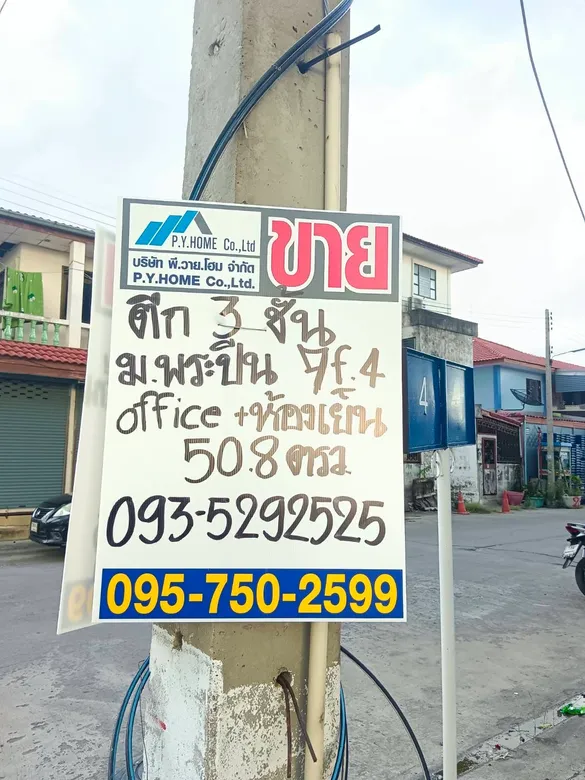 P.Y.HOME Co.,Ltd
บริษัท พี.วาย.โฮม จำกัด
P.Y.HOME Co.,Ltd.
ขาย
ตึก 3 ชั้น
ม.พระปิ่น 7 f.4
office + ห้องเย็น
50.8 ตรว
093-5292525
095-750-2599
4